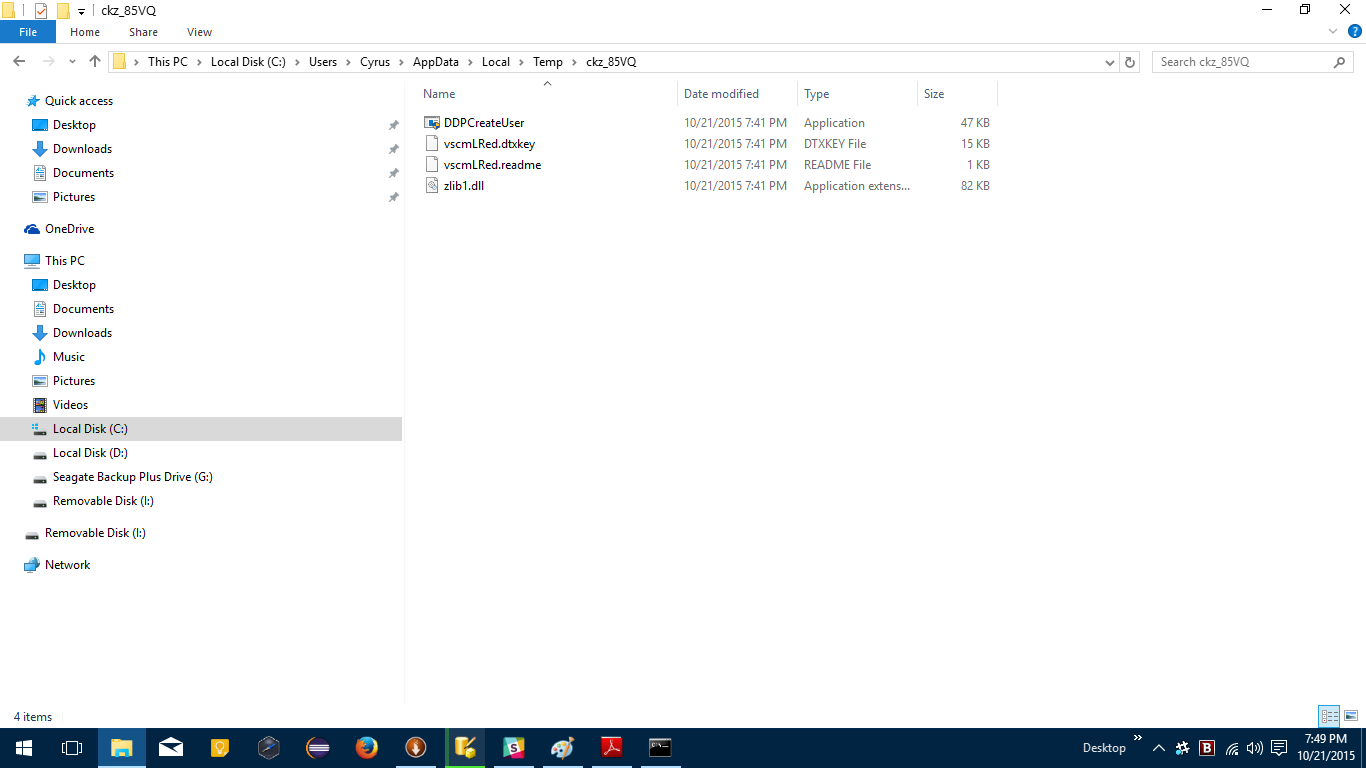 ckz_85VQ
File Home Share View
This PC Local Disk (C:) Users Cyrus AppData Local Temp ckz_85VQ
Search ckz_85VQ
Name Date modified Type Size
DDPCreateUser 10/21/2015 7:41 PM Application 47 KB
vscmLRed.dtxkey 10/21/2015 7:41 PM DTXKEY File 15 KB
vscmLRed.readme 10/21/2015 7:41 PM README File 1 KB
zlib1.dll 10/21/2015 7:41 PM Application extens... 82 KB
Quick access
Desktop
Downloads
Documents
Pictures
OneDrive
This PC
Desktop
Documents
Downloads
Music
Pictures
Videos
Local Disk (C:)
Local Disk (D:)
Seagate Backup Plus Drive (G:)
Removable Disk (I:)
Removable Disk (I:)
Network
4 items
Desktop
7:49 PM
10/21/2015